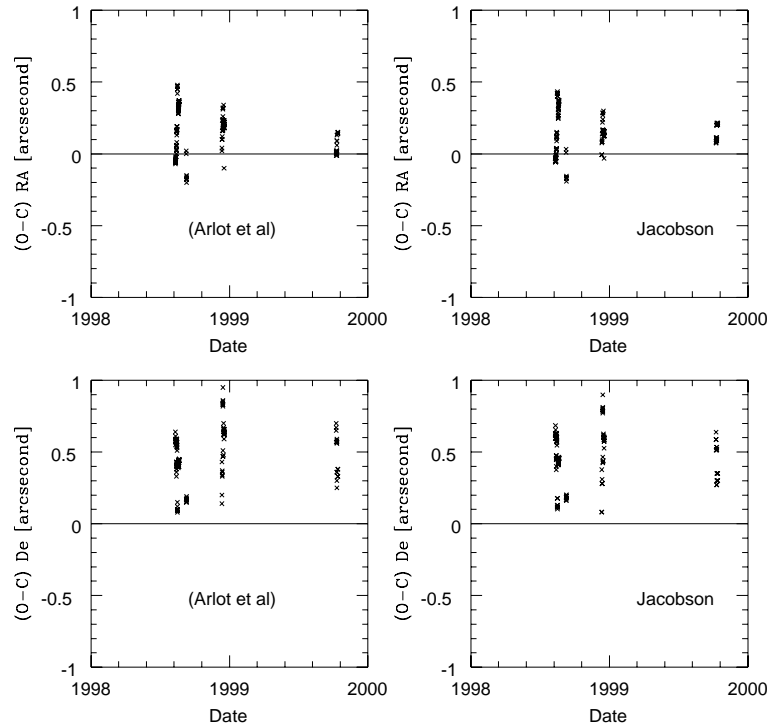 1
0.5
0
-0.5
-1
(O-C) RA [arcsecond]
(Arlot et al)
1998
1999
2000
Date
1
0.5
0
-0.5
-1
(O-C) RA [arcsecond]
Jacobson
1998
1999
2000
Date
1
0.5
0
-0.5
-1
(O-C) De [arcsecond]
(Arlot et al)
1998
1999
2000
Date
1
0.5
0
-0.5
-1
(O-C) De [arcsecond]
Jacobson
1998
1999
2000
Date